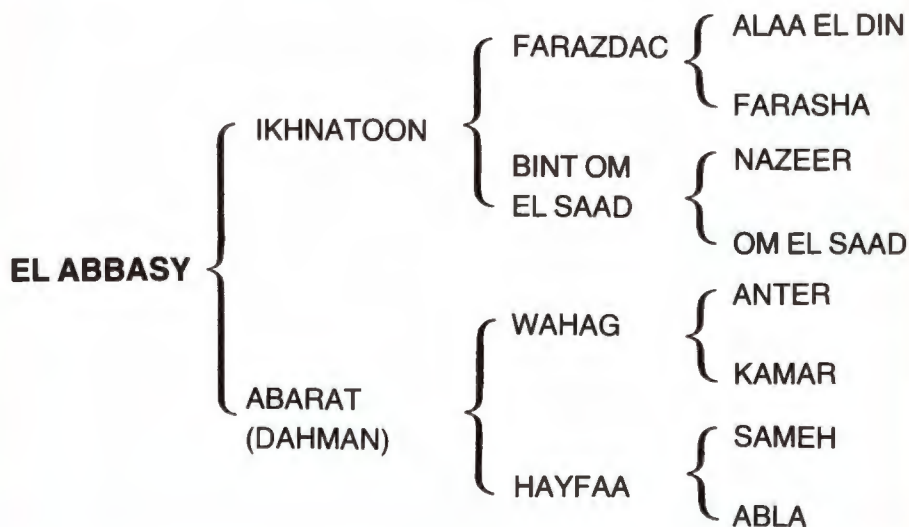 EL ABBASY
IKHNATOON
FARAZDAC
ALAA EL DIN
FARASHA
BINT OM
EL SAAD
NAZEER
OM EL SAAD
ABARAT
(DAHMAN)
WAHAG
ANTER
KAMAR
HAYFAA
SAMEH
ABLA